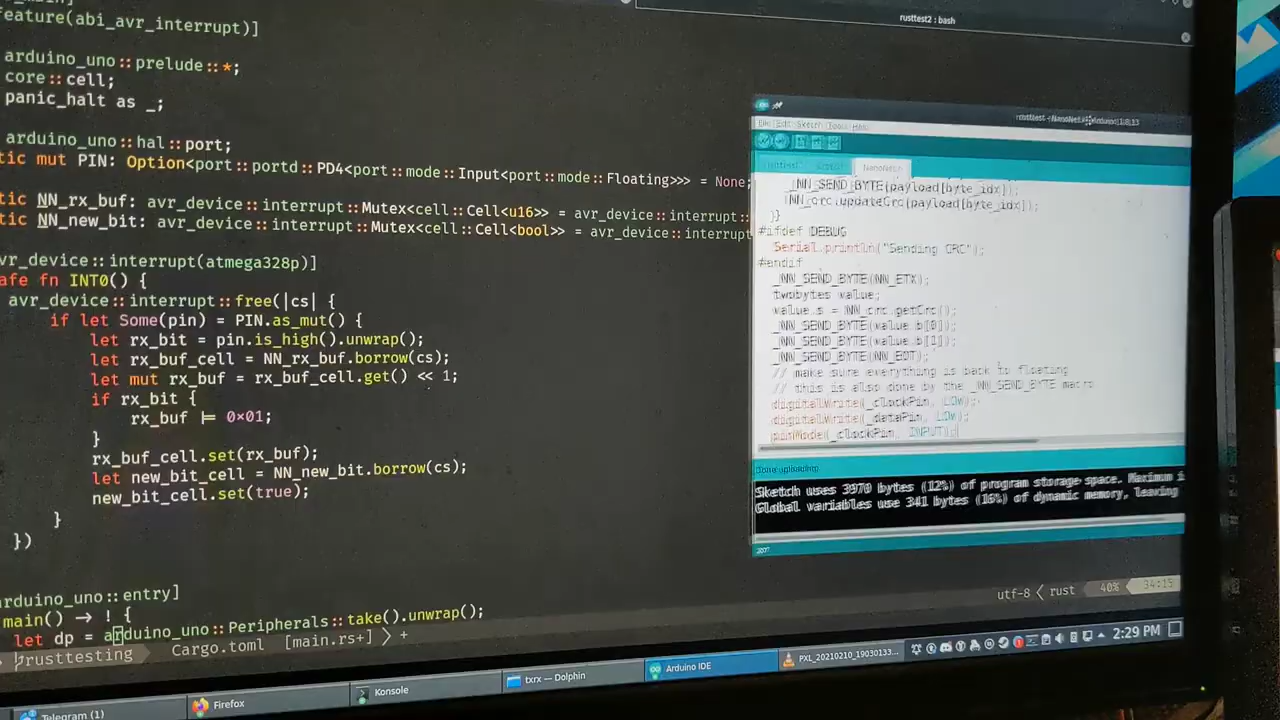 rusttest2 : bash
feature(abi_avr_interrupt)]
arduino_uno::prelude::*;
core::cell;
panic_halt as _;
arduino_uno::hal::port;
tic mut PIN: Option<port::portd::PD4<port::mode::Input<port::mode::Floating>>> = None;
tic NN_rx_buf: avr_device::interrupt::Mutex<cell::Cell<u16>> = avr_device::interrupt::
tic NN_new_bit: avr_device::interrupt::Mutex<cell::Cell<bool>> = avr_device::interrupt
vr_device::interrupt(atmega328p)]
afe fn INT0() {
avr_device::interrupt::free(|cs| {
if let Some(pin) = PIN.as_mut() {
let rx_bit = pin.is_high().unwrap();
let rx_buf_cell = NN_rx_buf.borrow(cs);
let mut rx_buf = rx_buf_cell.get() << 1;
if rx_bit {
rx_buf |= 0x01;
}
rx_buf_cell.set(rx_buf);
let new_bit_cell = NN_new_bit.borrow(cs);
new_bit_cell.set(true);
}
})
arduino_uno::entry]
main() -> ! {
let dp = arduino_uno::Peripherals::take().unwrap();
rusttesting Cargo.toml [main.rs+] +
utf-8 rust 40% 34:15
File Edit Sketch Tools Help
_NN_SEND_BYTE(payload[byte_idx]);
_NN_crc.updateCrc(payload[byte_idx]);
}}
#ifdef DEBUG
Serial.println("Sending CRC");
#endif
_NN_SEND_BYTE(NN_ETX);
twobytes value;
value.s = NN_crc.getCrc();
_NN_SEND_BYTE(value.b[0]);
_NN_SEND_BYTE(value.b[1]);
_NN_SEND_BYTE(NN_EOT);
// make sure everything is back to floating
// this is also done by the _NN_SEND_BYTE macro
digitalWrite(_clockPin, LOW);
digitalWrite(_dataPin, LOW);
pinMode(_clockPin, INPUT);
Done uploading.
Sketch uses 3970 bytes (12%) of program storage space. Maximum i
Global variables use 341 bytes (16%) of dynamic memory, leaving
Telegram (1)
Firefox
Konsole
txrx — Dolphin
Arduino IDE
PXL_20210210_19030133...
2:29 PM